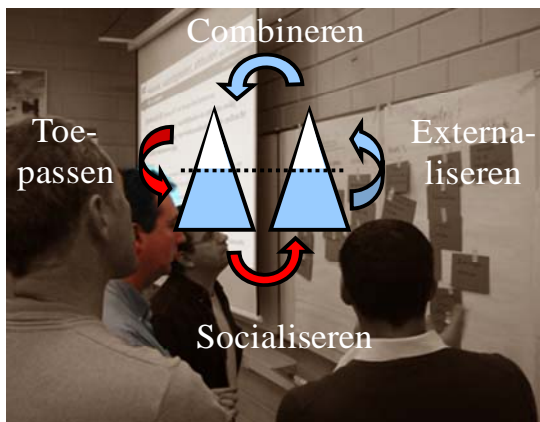 Combineren
Toe-
passen
Externa-
liseren
Socialiseren